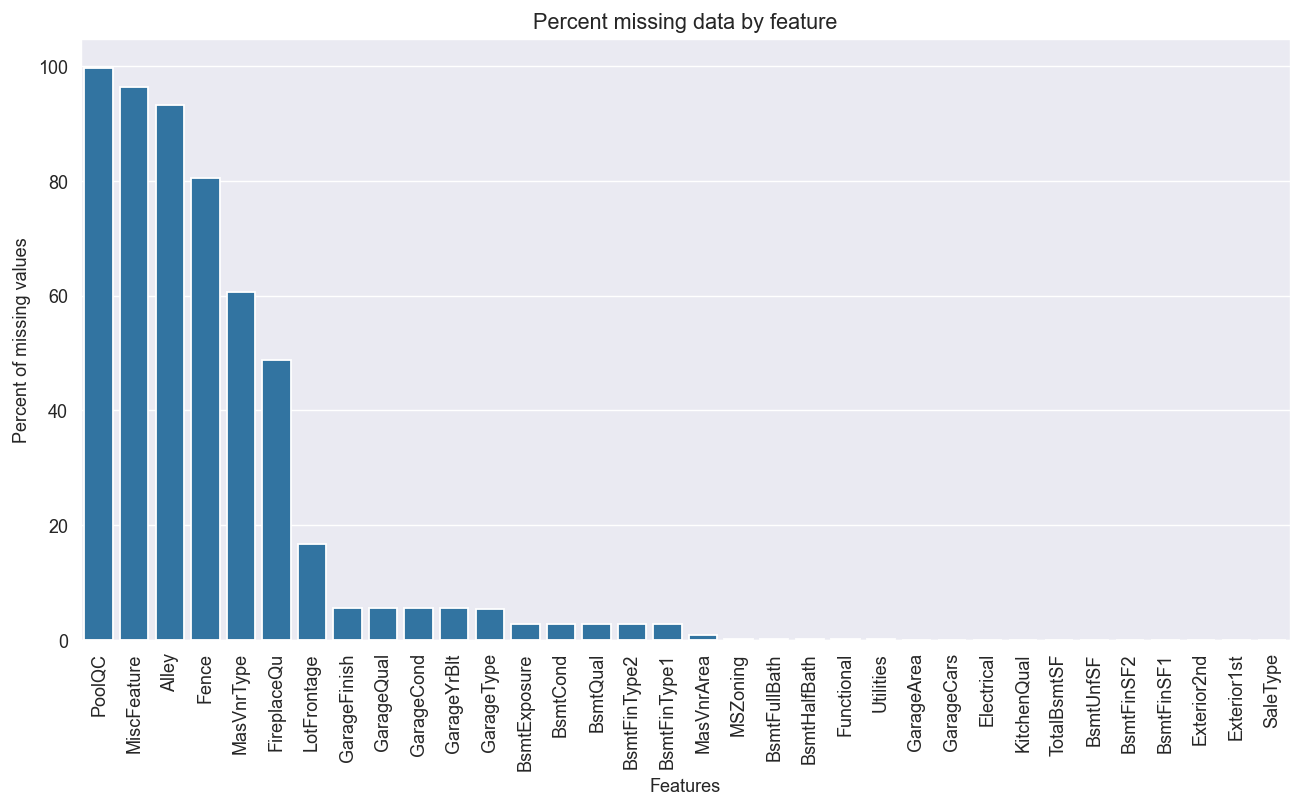 Percent missing data by feature
Percent of missing values
100
80
60
40
20
0
PoolQC
MiscFeature
Alley
Fence
MasVnrType
FireplaceQu
LotFrontage
GarageFinish
GarageQual
GarageCond
GarageYrBlt
GarageType
BsmtExposure
BsmtCond
BsmtQual
BsmtFinType2
BsmtFinType1
MasVnrArea
MSZoning
BsmtFullBath
BsmtHalfBath
Functional
Utilities
GarageArea
GarageCars
Electrical
KitchenQual
TotalBsmtSF
BsmtUnfSF
BsmtFinSF2
BsmtFinSF1
Exterior2nd
Exterior1st
SaleType
Features